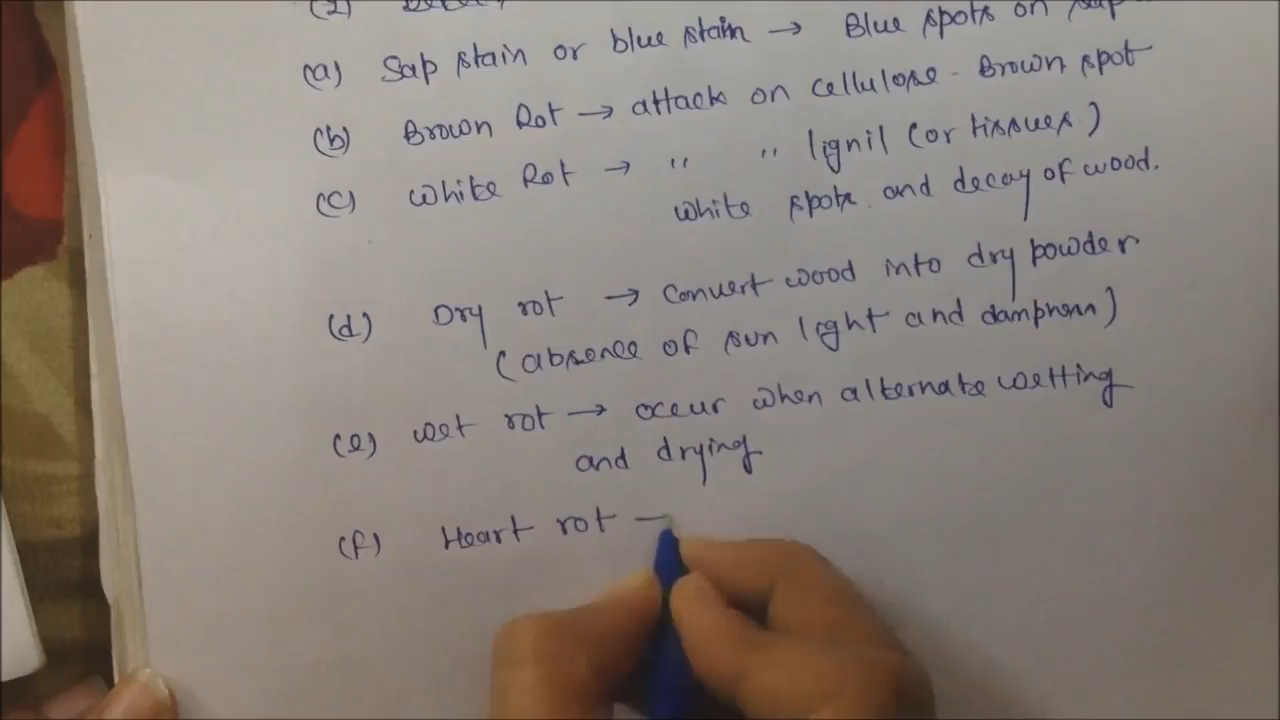 (2)
(a) Sap stain or blue stain → Blue spots on sap
(b) Brown Rot → attack on cellulose - Brown spot
(c) White Rot → " " lignil (or tissues)
white spots and decay of wood.
(d) Dry rot → Convert wood into dry powder
(absence of sun light and dampness)
(e) wet rot → occur when alternate wetting
and drying
(f) Heart rot —